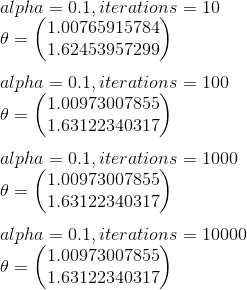 alpha = 0.1, iterations = 10
θ = (1.00765915784
1.62453957299)
alpha = 0.1, iterations = 100
θ = (1.00973007855
1.63122340317)
alpha = 0.1, iterations = 1000
θ = (1.00973007855
1.63122340317)
alpha = 0.1, iterations = 10000
θ = (1.00973007855
1.63122340317)